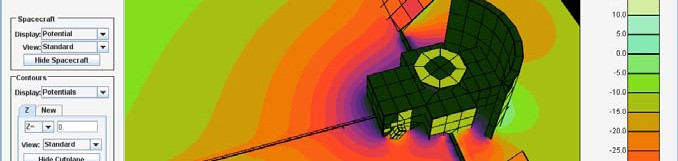 Spacecraft
Display: Potential
View: Standard
Hide Spacecraft
Contours
Display: Potentials
Z New
Z= 0.
View: Standard
Hide Cutplane
10.0
5.0
0.0
-5.0
-10.0
-15.0
-20.0
-25.0